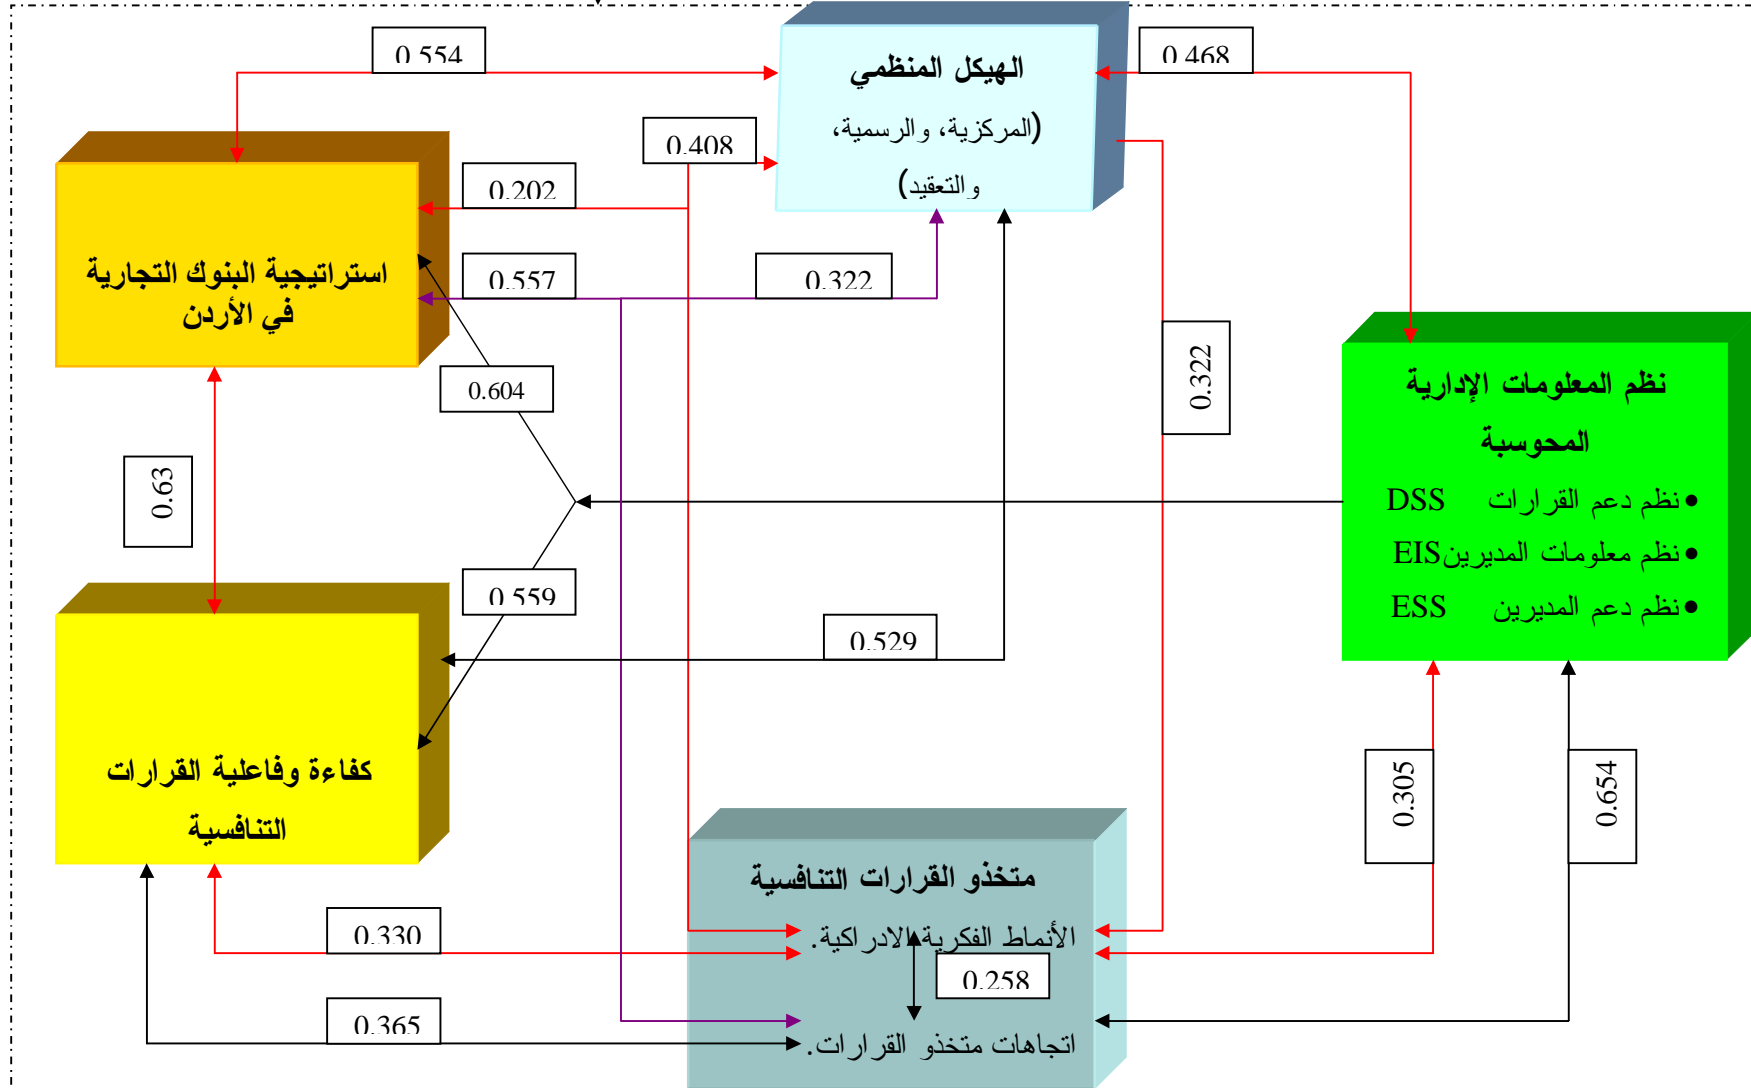 0.554
الهيكل المنظمي
(المركزية، والرسمية،
والتعقيد)
0.468
0.408
0.202
استراتيجية البنوك التجارية
في الأردن
0.557
0.322
0.322
0.604
نظم المعلومات الإدارية
المحوسبة
• نظم دعم القرارات DSS
• نظم معلومات المديرينEIS
• نظم دعم المديرين ESS
0.63
0.559
0.529
كفاءة وفاعلية القرارات
التنافسية
0.305
0.654
متخذو القرارات التنافسية
الأنماط الفكرية الادراكية.
0.330
0.258
0.365
اتجاهات متخذو القرارات.